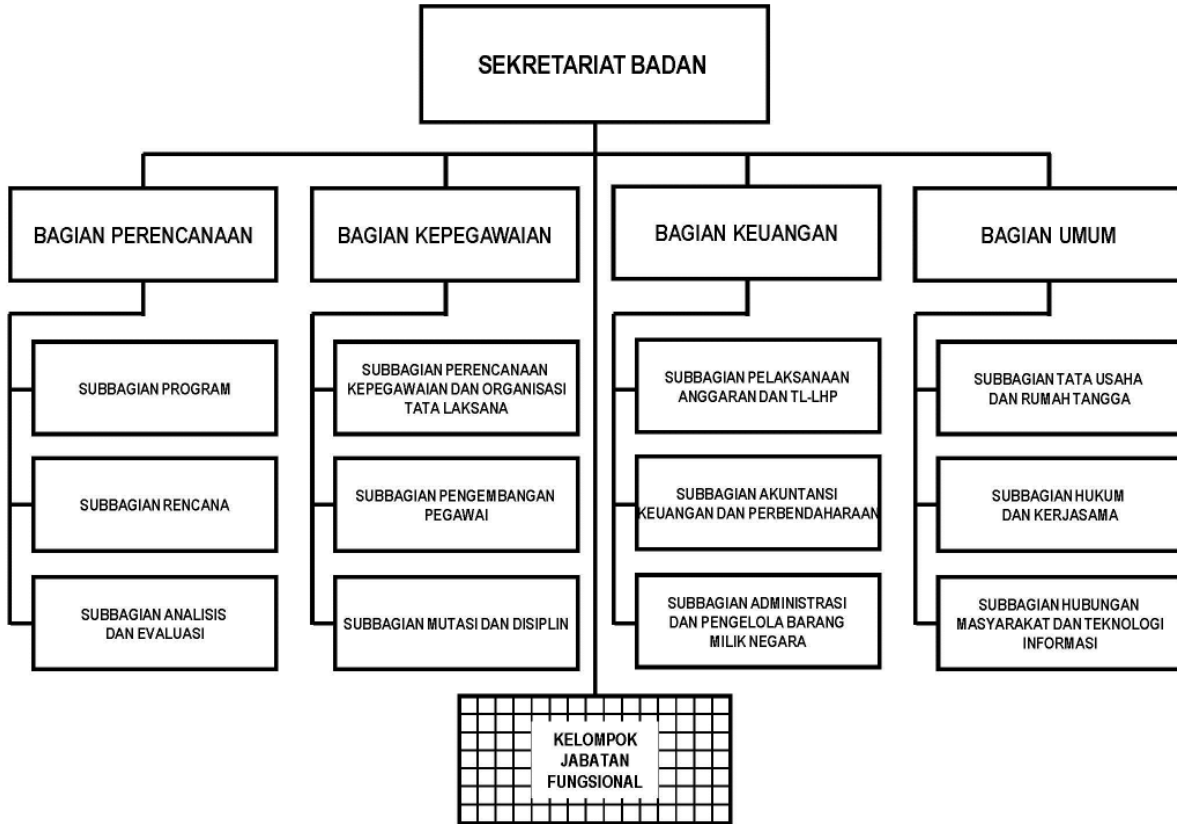 SEKRETARIAT BADAN
BAGIAN PERENCANAAN
BAGIAN KEPEGAWAIAN
BAGIAN KEUANGAN
BAGIAN UMUM
SUBBAGIAN PROGRAM
SUBBAGIAN RENCANA
SUBBAGIAN ANALISIS
DAN EVALUASI
SUBBAGIAN PERENCANAAN
KEPEGAWAIAN DAN ORGANISASI
TATA LAKSANA
SUBBAGIAN PENGEMBANGAN
PEGAWAI
SUBBAGIAN MUTASI DAN DISIPLIN
SUBBAGIAN PELAKSANAAN
ANGGARAN DAN TL-LHP
SUBBAGIAN AKUNTANSI
KEUANGAN DAN PERBENDAHARAAN
SUBBAGIAN ADMINISTRASI
DAN PENGELOLA BARANG
MILIK NEGARA
SUBBAGIAN TATA USAHA
DAN RUMAH TANGGA
SUBBAGIAN HUKUM
DAN KERJASAMA
SUBBAGIAN HUBUNGAN
MASYARAKAT DAN TEKNOLOGI
INFORMASI
KELOMPOK
JABATAN
FUNGSIONAL